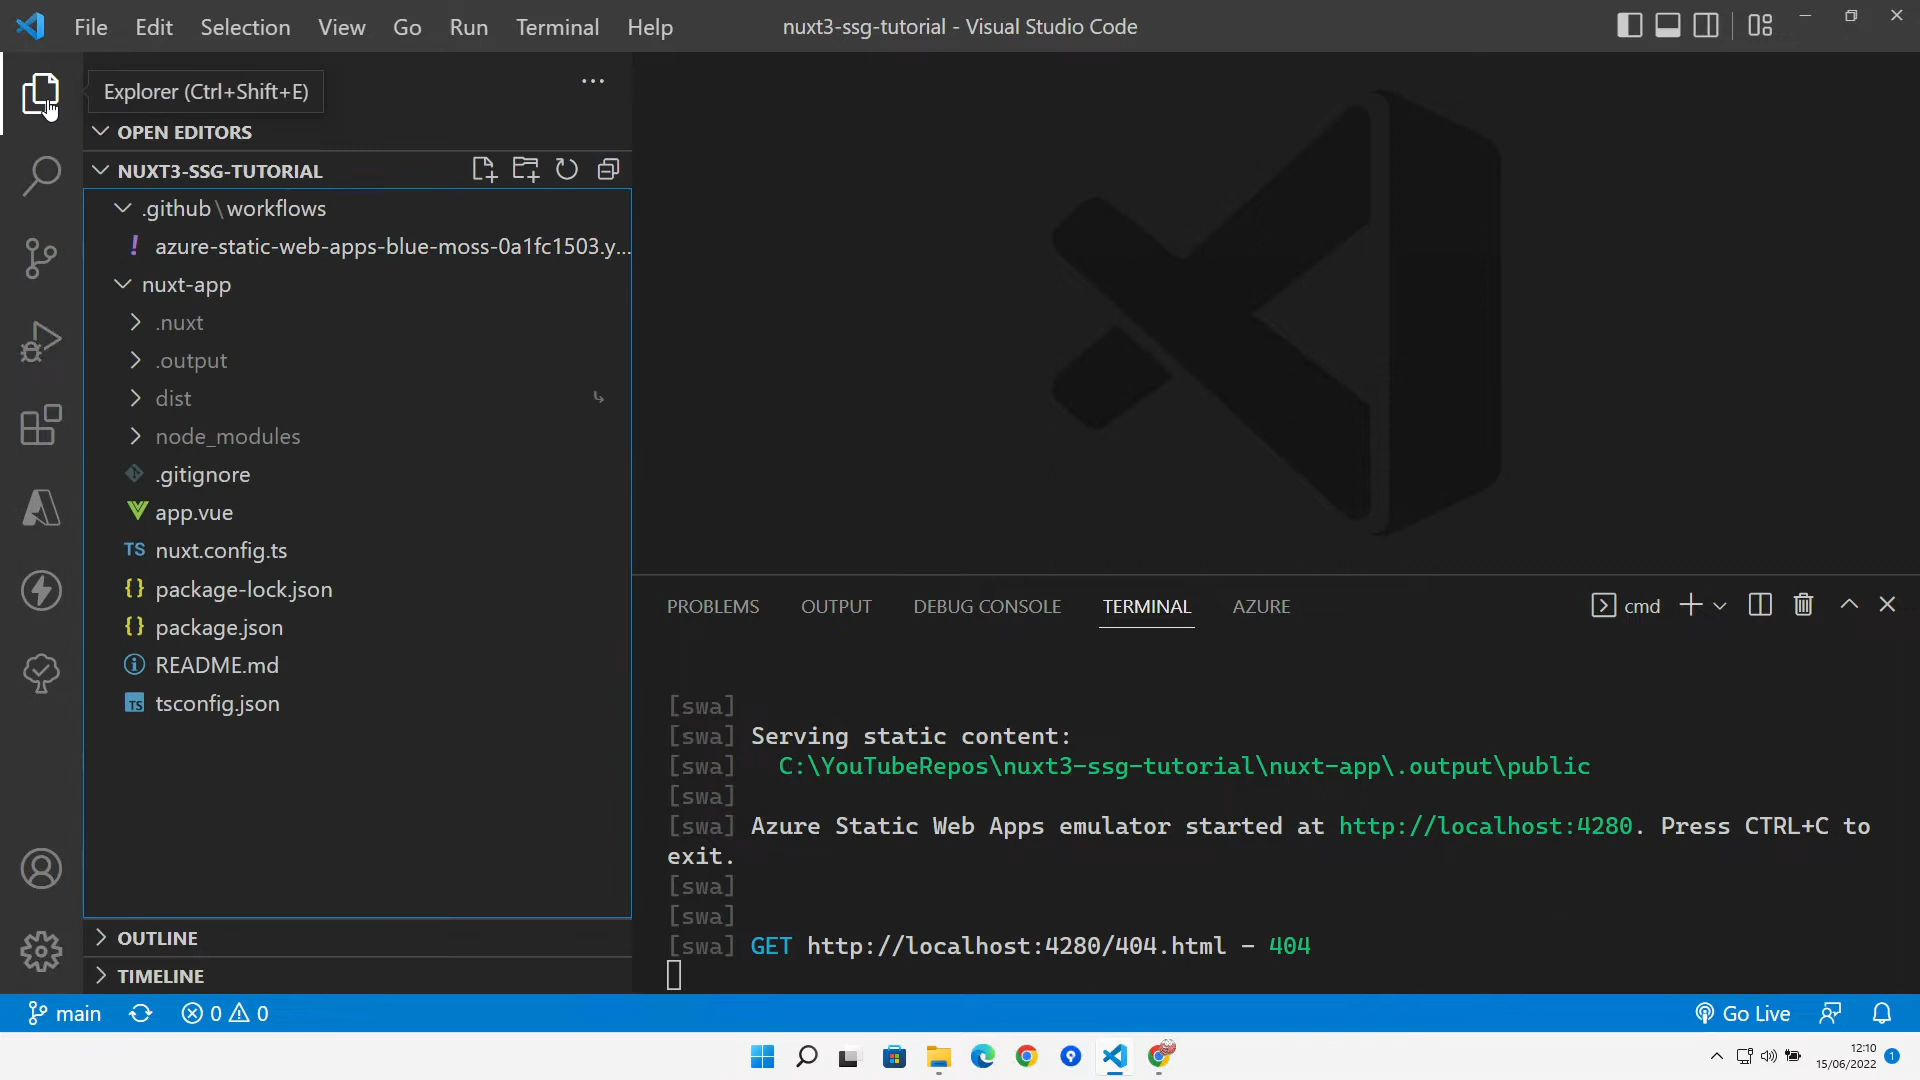 File Edit Selection View Go Run Terminal Help nuxt3-ssg-tutorial - Visual Studio Code
Explorer (Ctrl+Shift+E)
OPEN EDITORS
NUXT3-SSG-TUTORIAL
.github\workflows
azure-static-web-apps-blue-moss-0a1fc1503.y...
nuxt-app
.nuxt
.output
dist
node_modules
.gitignore
app.vue
TS nuxt.config.ts
{} package-lock.json
{} package.json
README.md
TS tsconfig.json
OUTLINE
TIMELINE
PROBLEMS OUTPUT DEBUG CONSOLE TERMINAL AZURE cmd
[swa]
[swa] Serving static content:
[swa] C:\YouTubeRepos\nuxt3-ssg-tutorial\nuxt-app\.output\public
[swa]
[swa] Azure Static Web Apps emulator started at http://localhost:4280. Press CTRL+C to
exit.
[swa]
[swa]
[swa] GET http://localhost:4280/404.html - 404
main 0 0 Go Live
12:10
15/06/2022 1